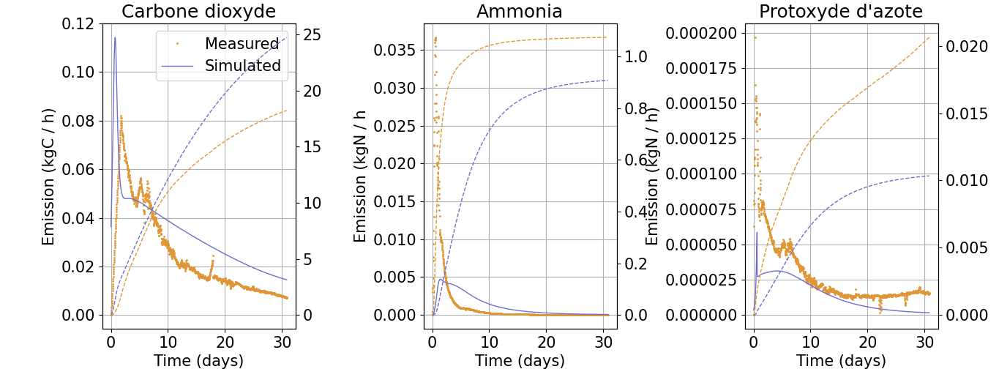 Carbone dioxyde
Ammonia
Protoxyde d'azote
Measured
Simulated
Emission (kgC / h)
0.12
0.10
0.08
0.06
0.04
0.02
0.00
25
20
15
10
5
0
0 10 20 30
Time (days)
Emission (kgN / h
0.035
0.030
0.025
0.020
0.015
0.010
0.005
0.000
1.0
0.8
0.6
0.4
0.2
0.0
0 10 20 30
Time (days)
Emission (kgN / h)
0.000200
0.000175
0.000150
0.000125
0.000100
0.000075
0.000050
0.000025
0.000000
0.020
0.015
0.010
0.005
0.000
0 10 20 30
Time (days)